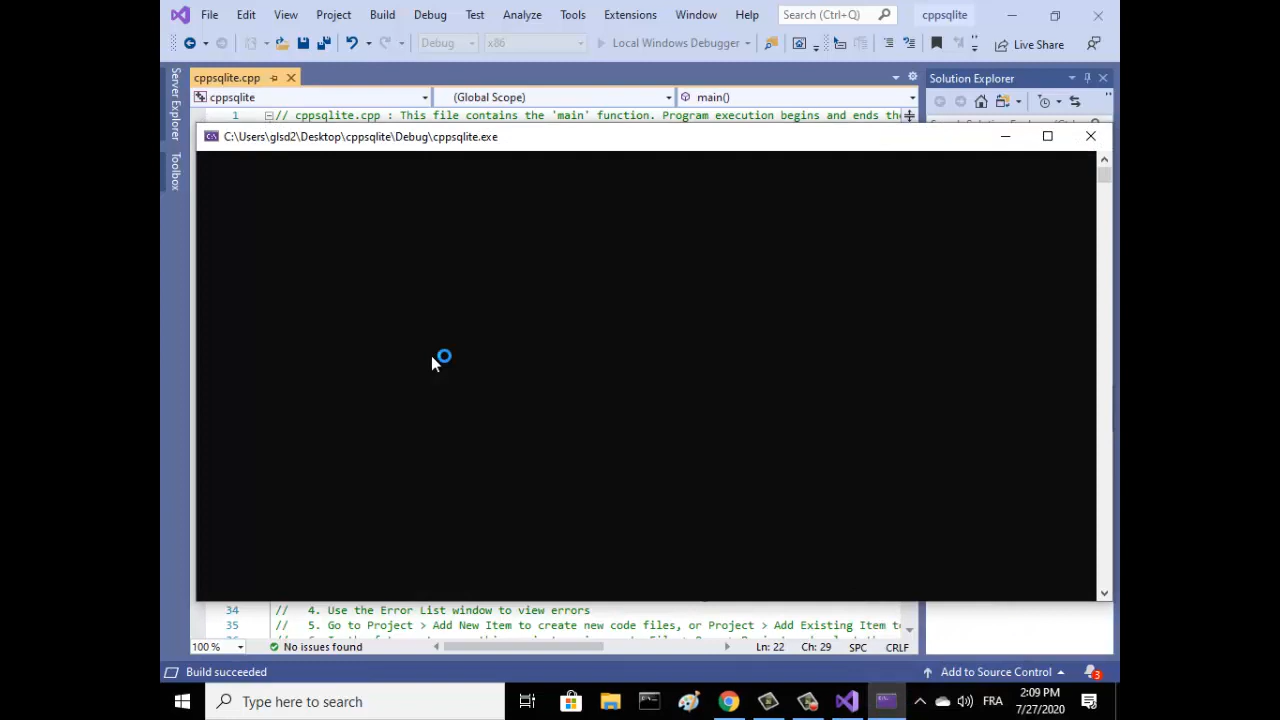 File Edit View Project Build Debug Test Analyze Tools Extensions Window Help Search (Ctrl+Q) cppsqlite
Debug x86 Local Windows Debugger Live Share
Server Explorer
Toolbox
cppsqlite.cpp
Solution Explorer
cppsqlite (Global Scope) main()
1 // cppsqlite.cpp : This file contains the 'main' function. Program execution begins and ends the
C:\Users\glsd2\Desktop\cppsqlite\Debug\cppsqlite.exe
34 // 4. Use the Error List window to view errors
35 // 5. Go to Project > Add New Item to create new code files, or Project > Add Existing Item to
100 % No issues found Ln: 22 Ch: 29 SPC CRLF
Build succeeded Add to Source Control 3
Type here to search FRA 2:09 PM
7/27/2020